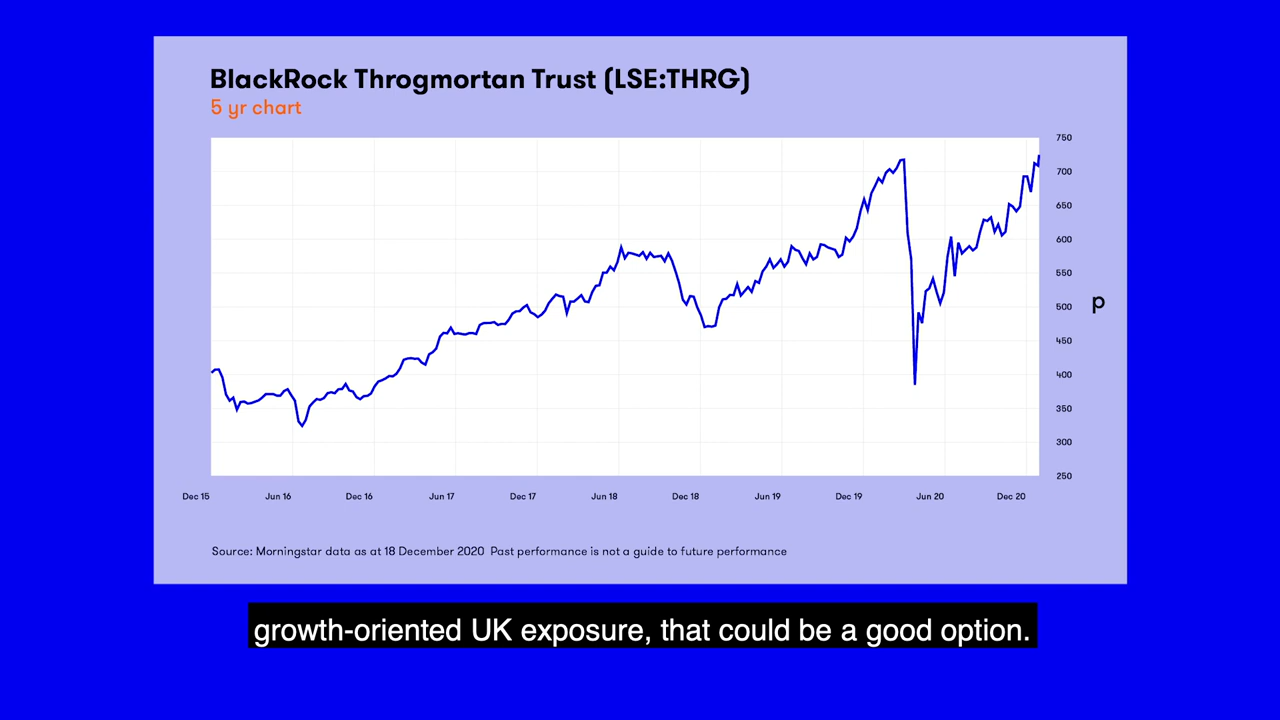 BlackRock Throgmortan Trust (LSE:THRG)
5 yr chart
750
700
650
600
550
500
450
400
350
300
250
p
Dec 15 Jun 16 Dec 16 Jun 17 Dec 17 Jun 18 Dec 18 Jun 19 Dec 19 Jun 20 Dec 20
Source: Morningstar data as at 18 December 2020 Past performance is not a guide to future performance
growth-oriented UK exposure, that could be a good option.